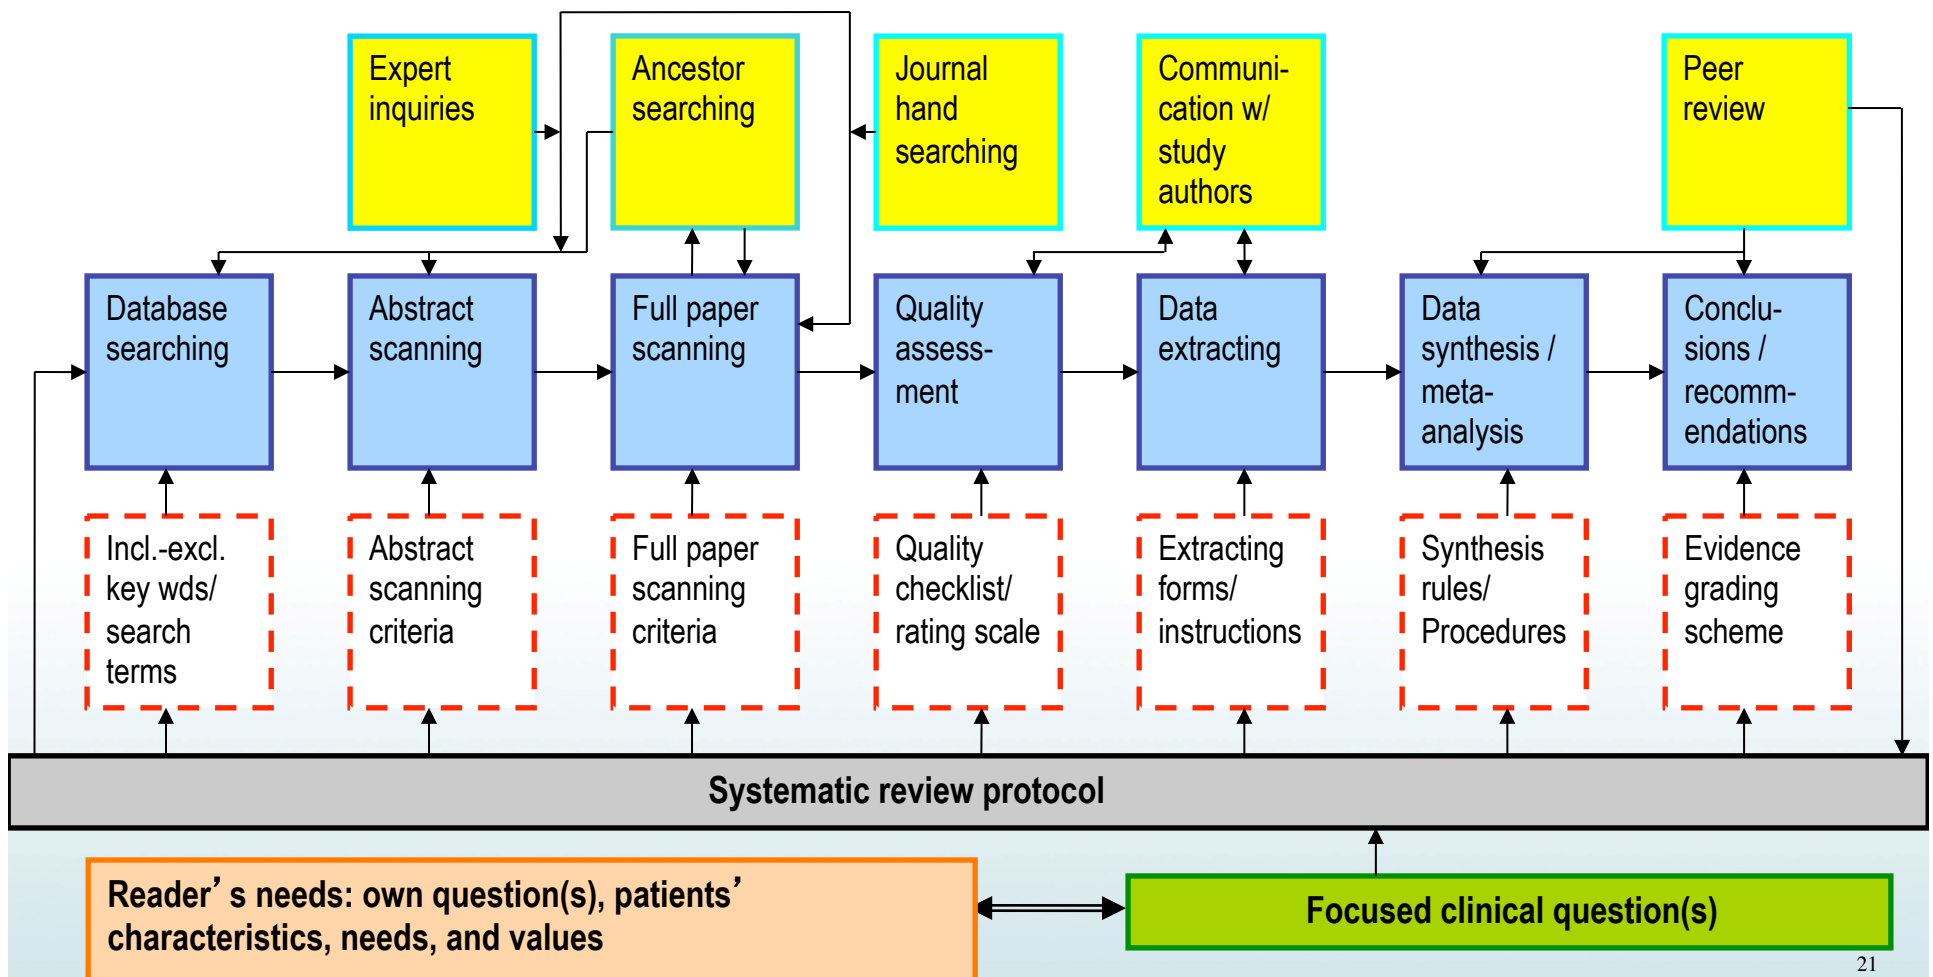 Expert
inquiries
Ancestor
searching
Journal
hand
searching
Communi-
cation w/
study
authors
Peer
review
Database
searching
Abstract
scanning
Full paper
scanning
Quality
assess-
ment
Data
extracting
Data
synthesis /
meta-
analysis
Conclu-
sions /
recomm-
endations
Incl.-excl.
key wds/
search
terms
Abstract
scanning
criteria
Full paper
scanning
criteria
Quality
checklist/
rating scale
Extracting
forms/
instructions
Synthesis
rules/
Procedures
Evidence
grading
scheme
Systematic review protocol
Reader’s needs: own question(s), patients’
characteristics, needs, and values
Focused clinical question(s)
21